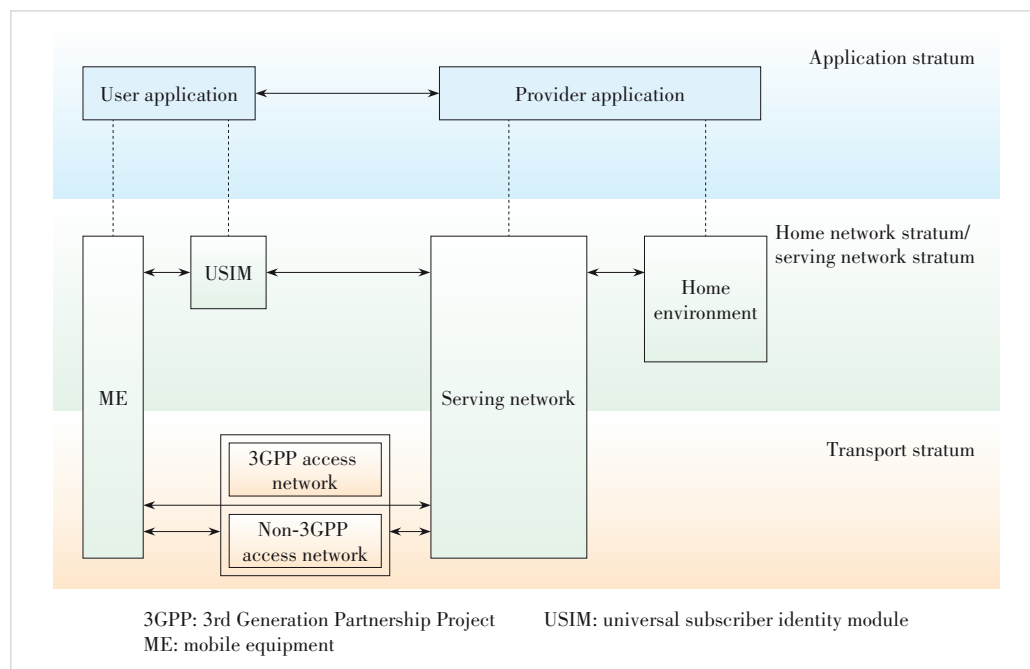 Application stratum
User application
Provider application
Home network stratum/
serving network stratum
USIM
Home
environment
ME
Serving network
Transport stratum
3GPP access
network
Non-3GPP
access network
3GPP: 3rd Generation Partnership Project
USIM: universal subscriber identity module
ME: mobile equipment